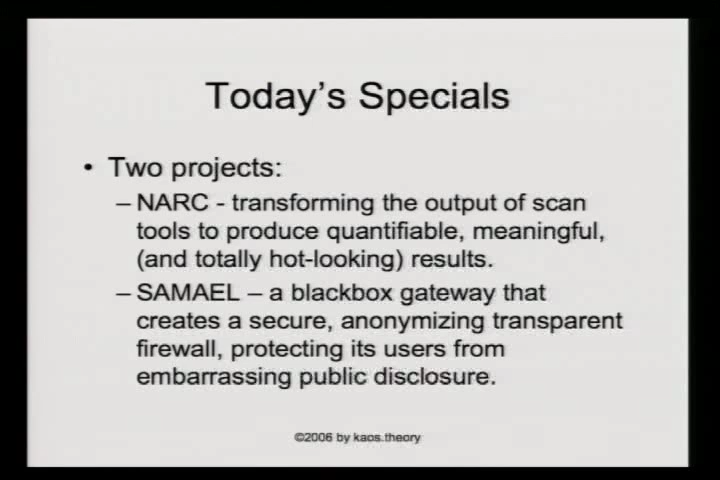 Today's Specials
• Two projects:
– NARC - transforming the output of scan
tools to produce quantifiable, meaningful,
(and totally hot-looking) results.
– SAMAEL – a blackbox gateway that
creates a secure, anonymizing transparent
firewall, protecting its users from
embarrassing public disclosure.
©2006 by kaos.theory